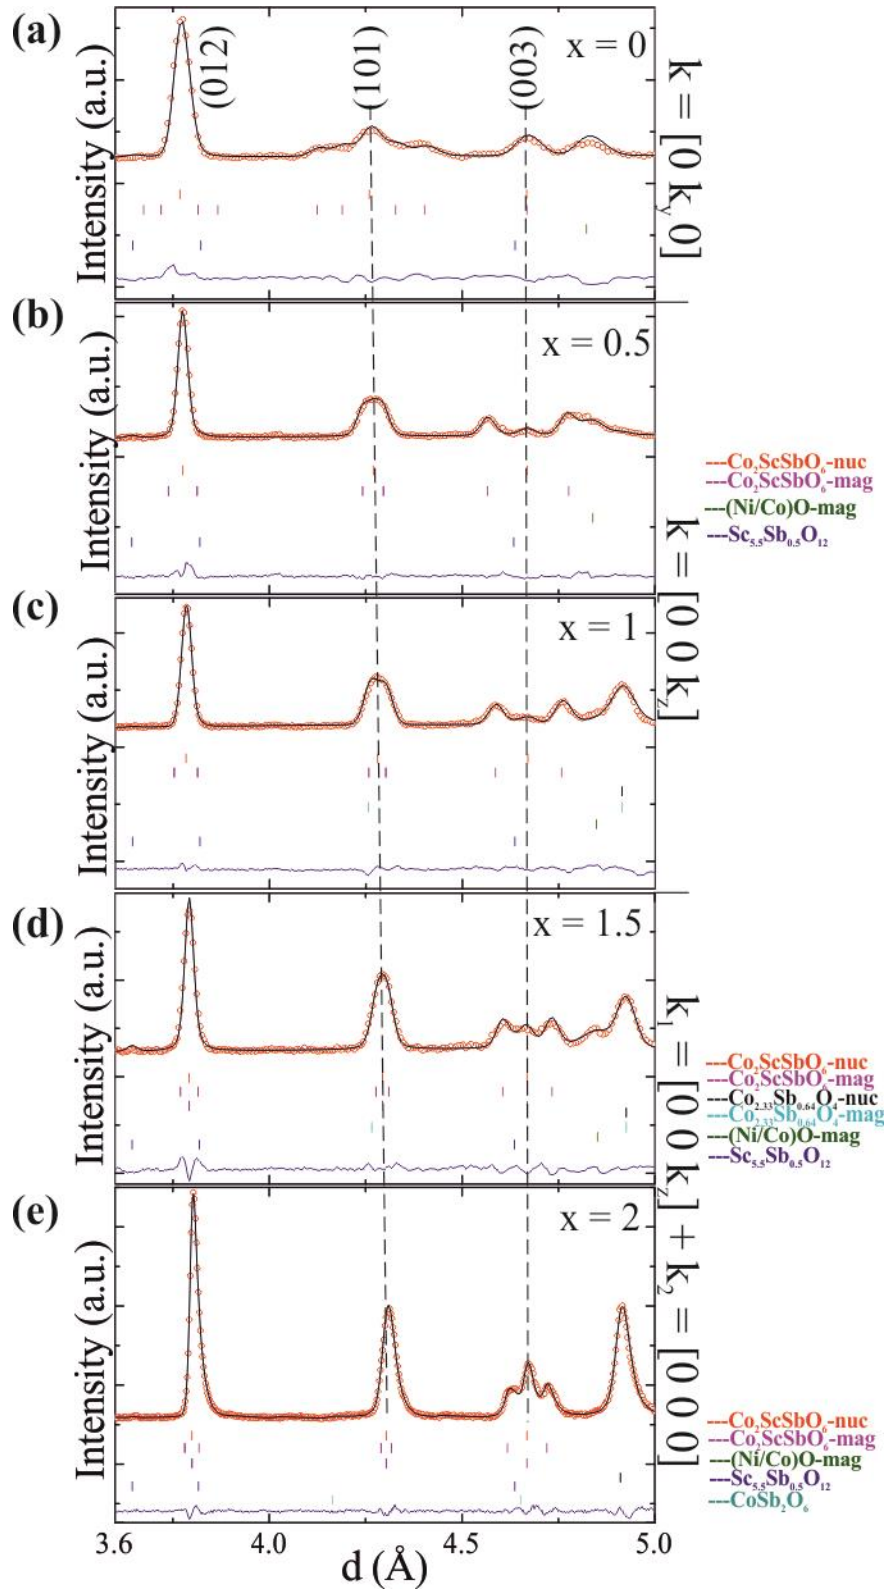 (a)
Intensity (a.u.)
(012)
(101)
(003)
x = 0
k = [0 k_y 0]
(b)
Intensity (a.u.)
x = 0.5
---Co₂ScSbO₆-nuc
---Co₂ScSbO₆-mag
---(Ni/Co)O-mag
---Sc₅.₅Sb₀.₅O₁₂
k = [0 0 k_z]
(c)
Intensity (a.u.)
x = 1
(d)
Intensity (a.u.)
x = 1.5
---Co₂ScSbO₆-nuc
---Co₂ScSbO₆-mag
---Co₂.₃₃Sb₀.₆₄O₄-nuc
---Co₂.₃₃Sb₀.₆₄O₄-mag
---(Ni/Co)O-mag
---Sc₅.₅Sb₀.₅O₁₂
k₁ = [0 0 k_z] + k₂ = [0 0 0]
(e)
Intensity (a.u.)
x = 2
---Co₂ScSbO₆-nuc
---Co₂ScSbO₆-mag
---(Ni/Co)O-mag
---Sc₅.₅Sb₀.₅O₁₂
---CoSb₂O₆
3.6 4.0 4.5 5.0
d (Å)